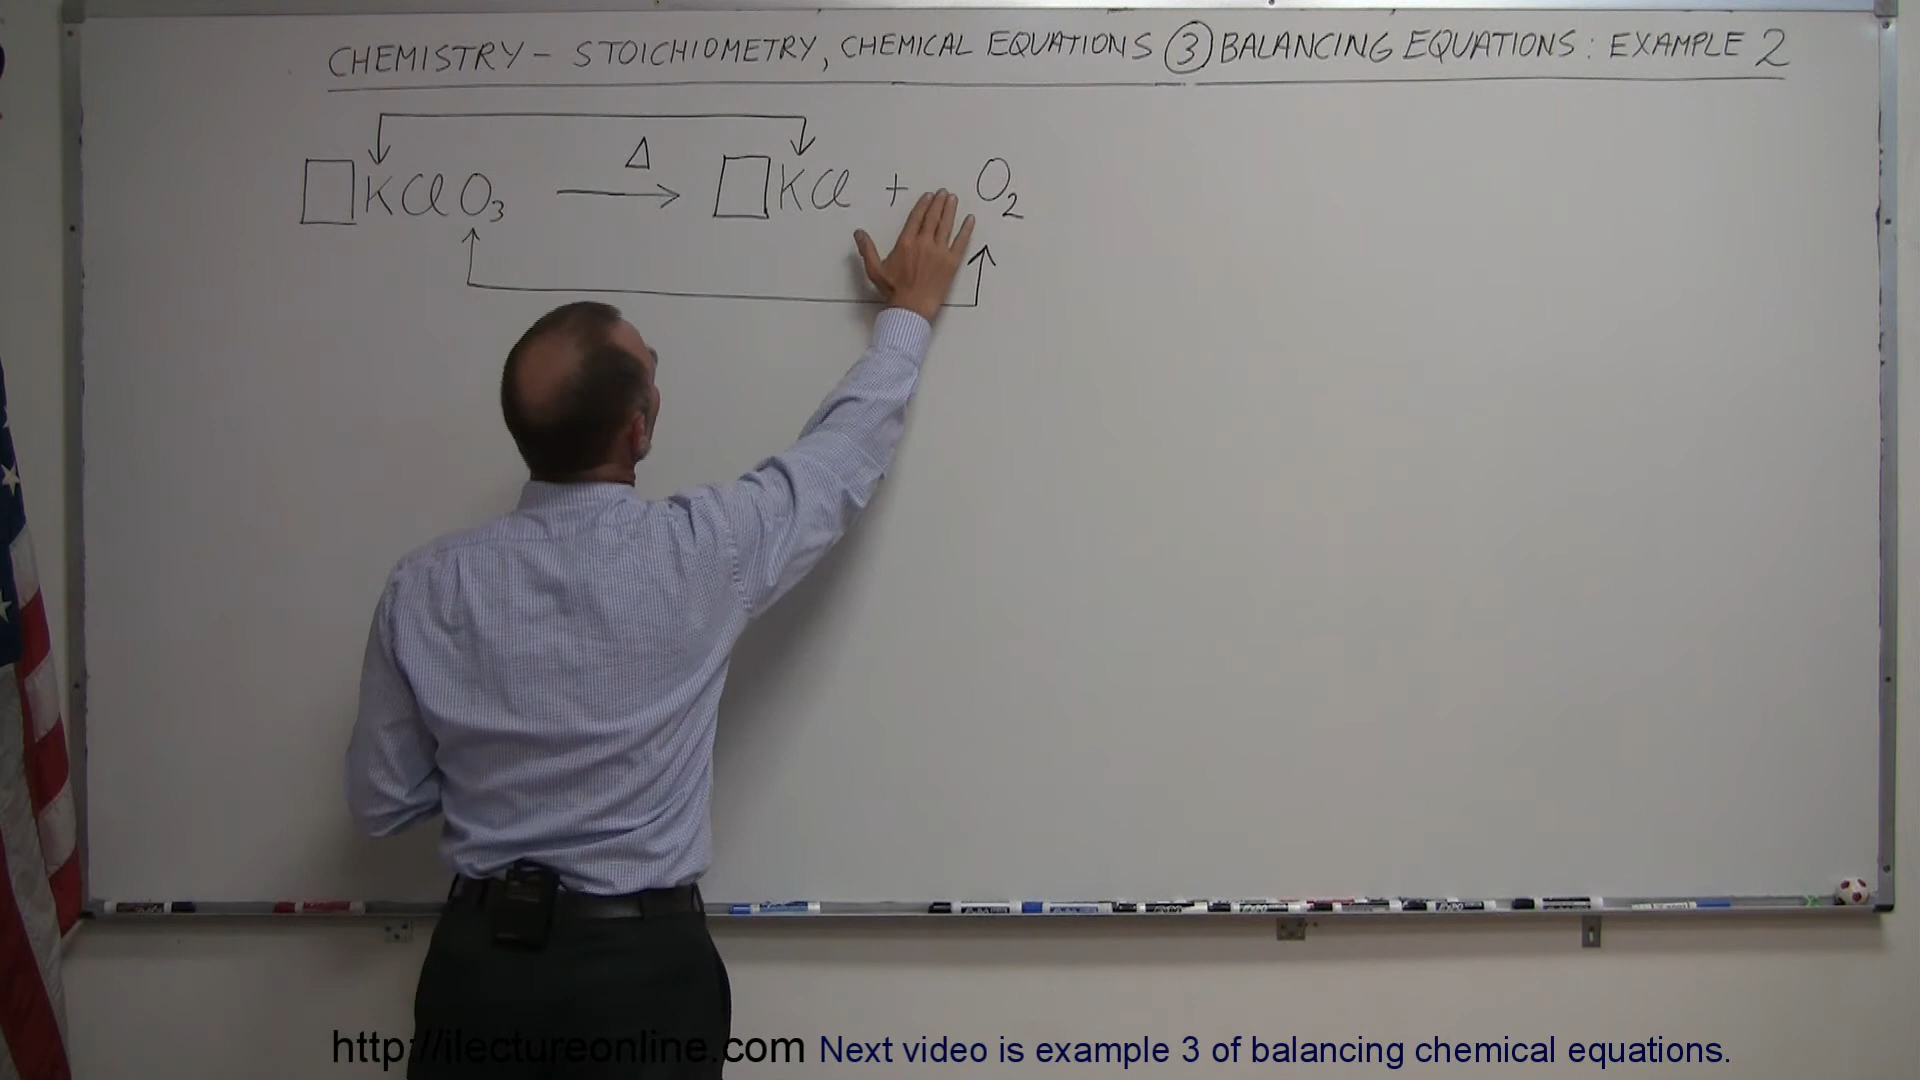 CHEMISTRY - STOICHIOMETRY, CHEMICAL EQUATIONS ③ BALANCING EQUATIONS: EXAMPLE 2
Δ
□KClO₃ → □KCl + O₂
http://ilectureonline.com Next video is example 3 of balancing chemical equations.